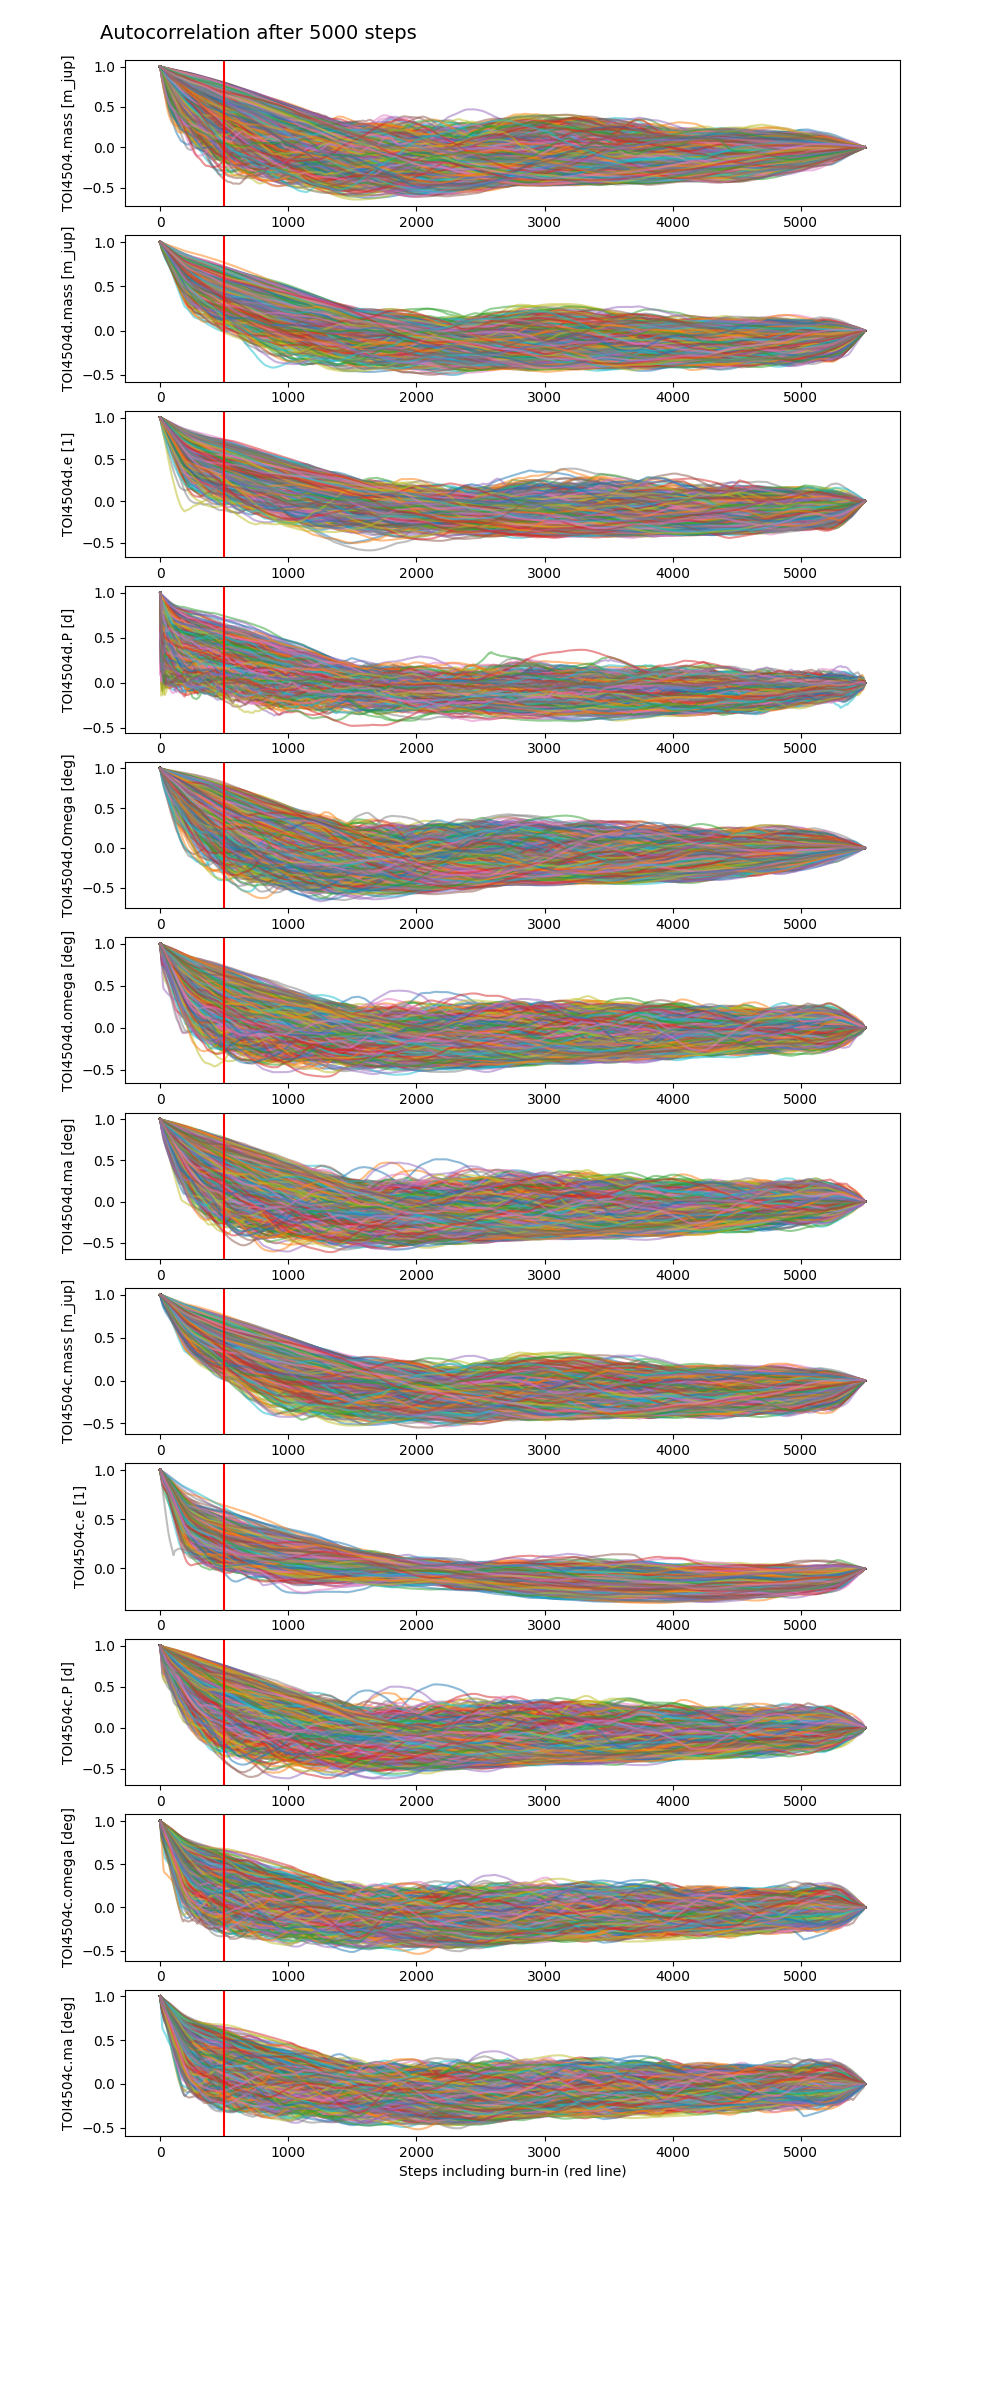 Autocorrelation after 5000 steps
TOI4504.mass [m_jup]
1.0
0.5
0.0
−0.5
0 1000 2000 3000 4000 5000
TOI4504d.mass [m_jup]
1.0
0.5
0.0
−0.5
0 1000 2000 3000 4000 5000
TOI4504d.e [1]
1.0
0.5
0.0
−0.5
0 1000 2000 3000 4000 5000
TOI4504d.P [d]
1.0
0.5
0.0
−0.5
0 1000 2000 3000 4000 5000
TOI4504d.Omega [deg]
1.0
0.5
0.0
−0.5
0 1000 2000 3000 4000 5000
TOI4504d.omega [deg]
1.0
0.5
0.0
−0.5
0 1000 2000 3000 4000 5000
TOI4504d.ma [deg]
1.0
0.5
0.0
−0.5
0 1000 2000 3000 4000 5000
TOI4504c.mass [m_jup]
1.0
0.5
0.0
−0.5
0 1000 2000 3000 4000 5000
TOI4504c.e [1]
1.0
0.5
0.0
0 1000 2000 3000 4000 5000
TOI4504c.P [d]
1.0
0.5
0.0
−0.5
0 1000 2000 3000 4000 5000
TOI4504c.omega [deg]
1.0
0.5
0.0
−0.5
0 1000 2000 3000 4000 5000
TOI4504c.ma [deg]
1.0
0.5
0.0
−0.5
0 1000 2000 3000 4000 5000
Steps including burn-in (red line)